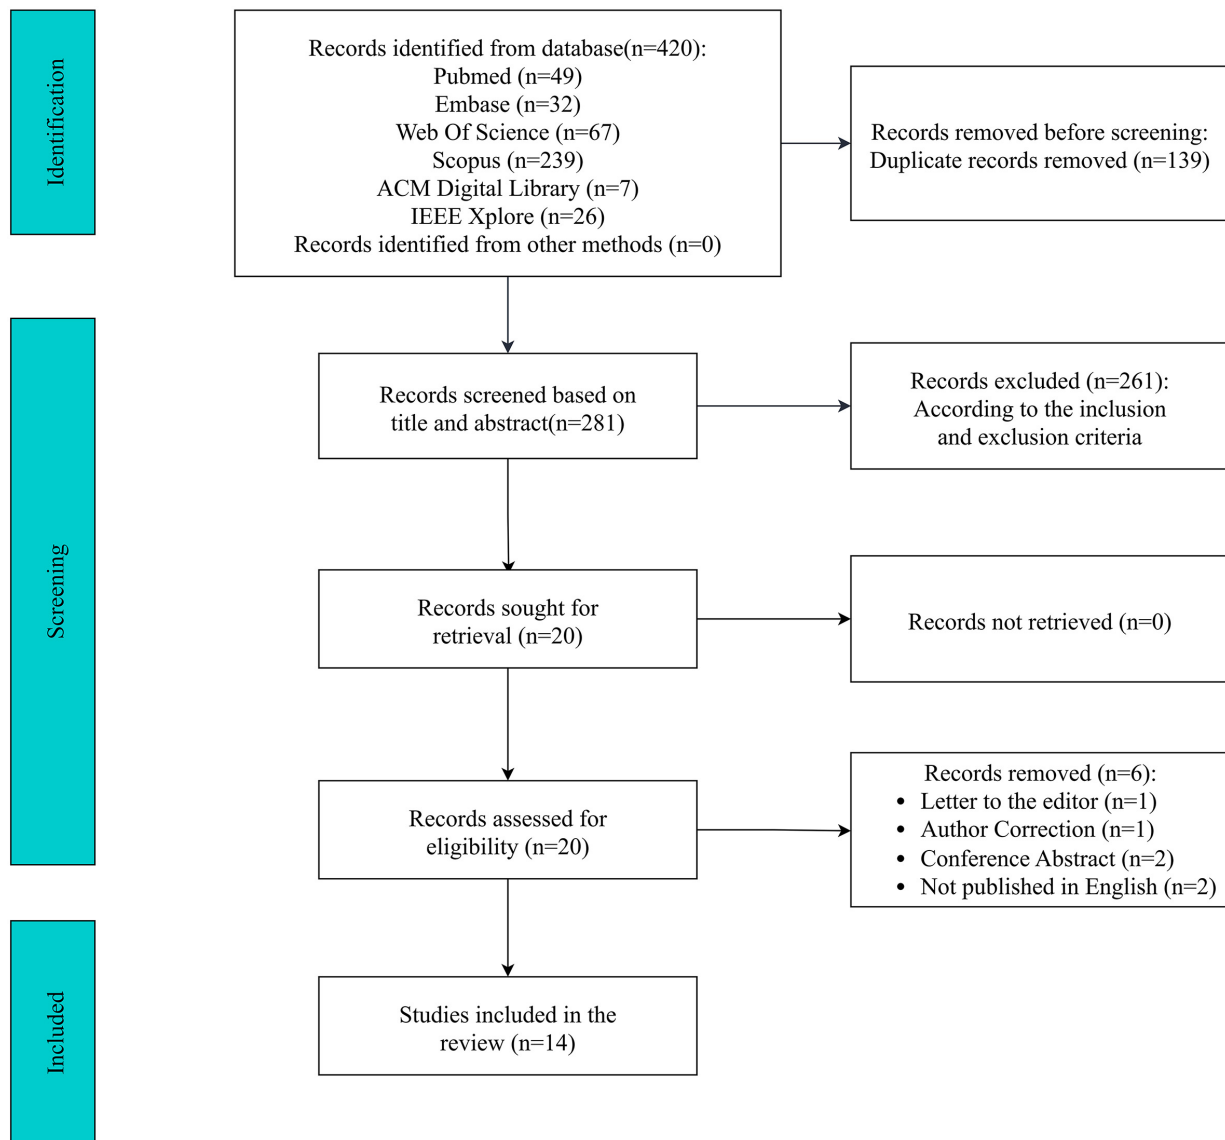 Identification
Records identified from database(n=420):
Pubmed (n=49)
Embase (n=32)
Web Of Science (n=67)
Scopus (n=239)
ACM Digital Library (n=7)
IEEE Xplore (n=26)
Records identified from other methods (n=0)
Records removed before screening:
Duplicate records removed (n=139)
Screening
Records screened based on
title and abstract(n=281)
Records excluded (n=261):
According to the inclusion
and exclusion criteria
Records sought for
retrieval (n=20)
Records not retrieved (n=0)
Records assessed for
eligibility (n=20)
Records removed (n=6):
• Letter to the editor (n=1)
• Author Correction (n=1)
• Conference Abstract (n=2)
• Not published in English (n=2)
Included
Studies included in the
review (n=14)